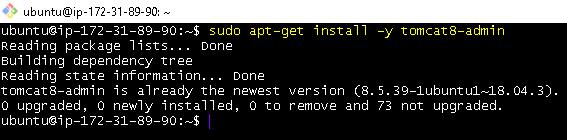 ubuntu@ip-172-31-89-90: ~
ubuntu@ip-172-31-89-90:~$ sudo apt-get install -y tomcat8-admin
Reading package lists... Done
Building dependency tree
Reading state information... Done
tomcat8-admin is already the newest version (8.5.39-1ubuntu1~18.04.3).
0 upgraded, 0 newly installed, 0 to remove and 73 not upgraded.
ubuntu@ip-172-31-89-90:~$